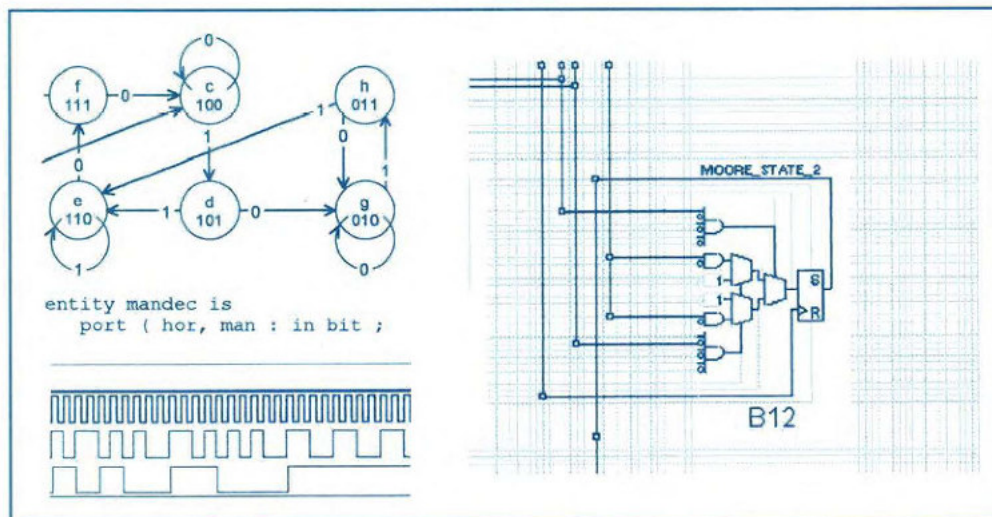 0
f
111
0
c
100
h
011
1
0
1
0
1
e
110
1
d
101
0
g
010
1
0
entity mandec is
port ( hor, man : in bit ;
MOORE_STATE_2
1
1
S
R
B12